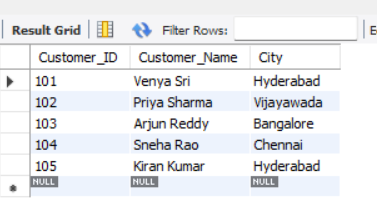 Result Grid Filter Rows:
Customer_ID Customer_Name City
101 Venya Sri Hyderabad
102 Priya Sharma Vijayawada
103 Arjun Reddy Bangalore
104 Sneha Rao Chennai
105 Kiran Kumar Hyderabad
NULL NULL NULL